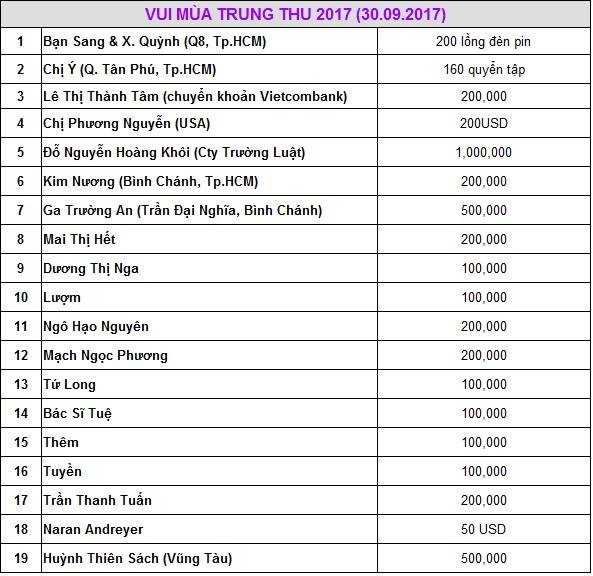 VUI MÙA TRUNG THU 2017 (30.09.2017)
1 Bạn Sang & X. Quỳnh (Q8, Tp.HCM) 200 lồng đèn pin
2 Chị Ý (Q. Tân Phú, Tp.HCM) 160 quyển tập
3 Lê Thị Thành Tâm (chuyển khoản Vietcombank) 200,000
4 Chị Phương Nguyễn (USA) 200USD
5 Đỗ Nguyễn Hoàng Khôi (Cty Trường Luật) 1,000,000
6 Kim Nương (Bình Chánh, Tp.HCM) 200,000
7 Ga Trường An (Trần Đại Nghĩa, Bình Chánh) 500,000
8 Mai Thị Hết 200,000
9 Dương Thị Nga 100,000
10 Lượm 100,000
11 Ngô Hạo Nguyên 200,000
12 Mạch Ngọc Phương 200,000
13 Tứ Long 100,000
14 Bác Sĩ Tuệ 100,000
15 Thêm 100,000
16 Tuyền 100,000
17 Trần Thanh Tuấn 200,000
18 Naran Andreyer 50 USD
19 Huỳnh Thiên Sách (Vũng Tàu) 500,000